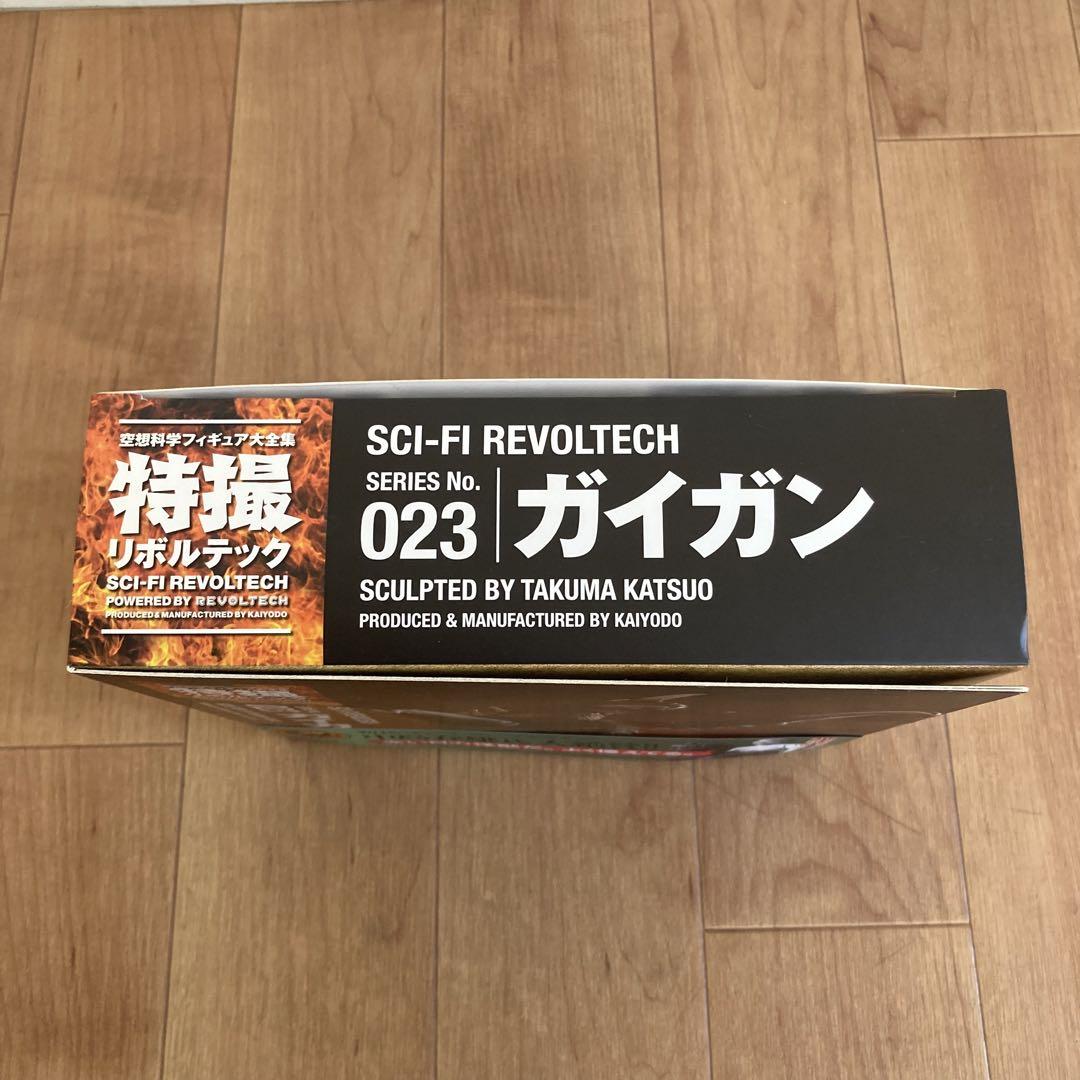 空想科学フィギュア大全集
特撮
リボルテック
SCI-FI REVOLTECH
POWERED BY REVOLTECH
PRODUCED & MANUFACTURED BY KAIYODO
SCI-FI REVOLTECH
SERIES No.
023
ガイガン
SCULPTED BY TAKUMA KATSUO
PRODUCED & MANUFACTURED BY KAIYODO